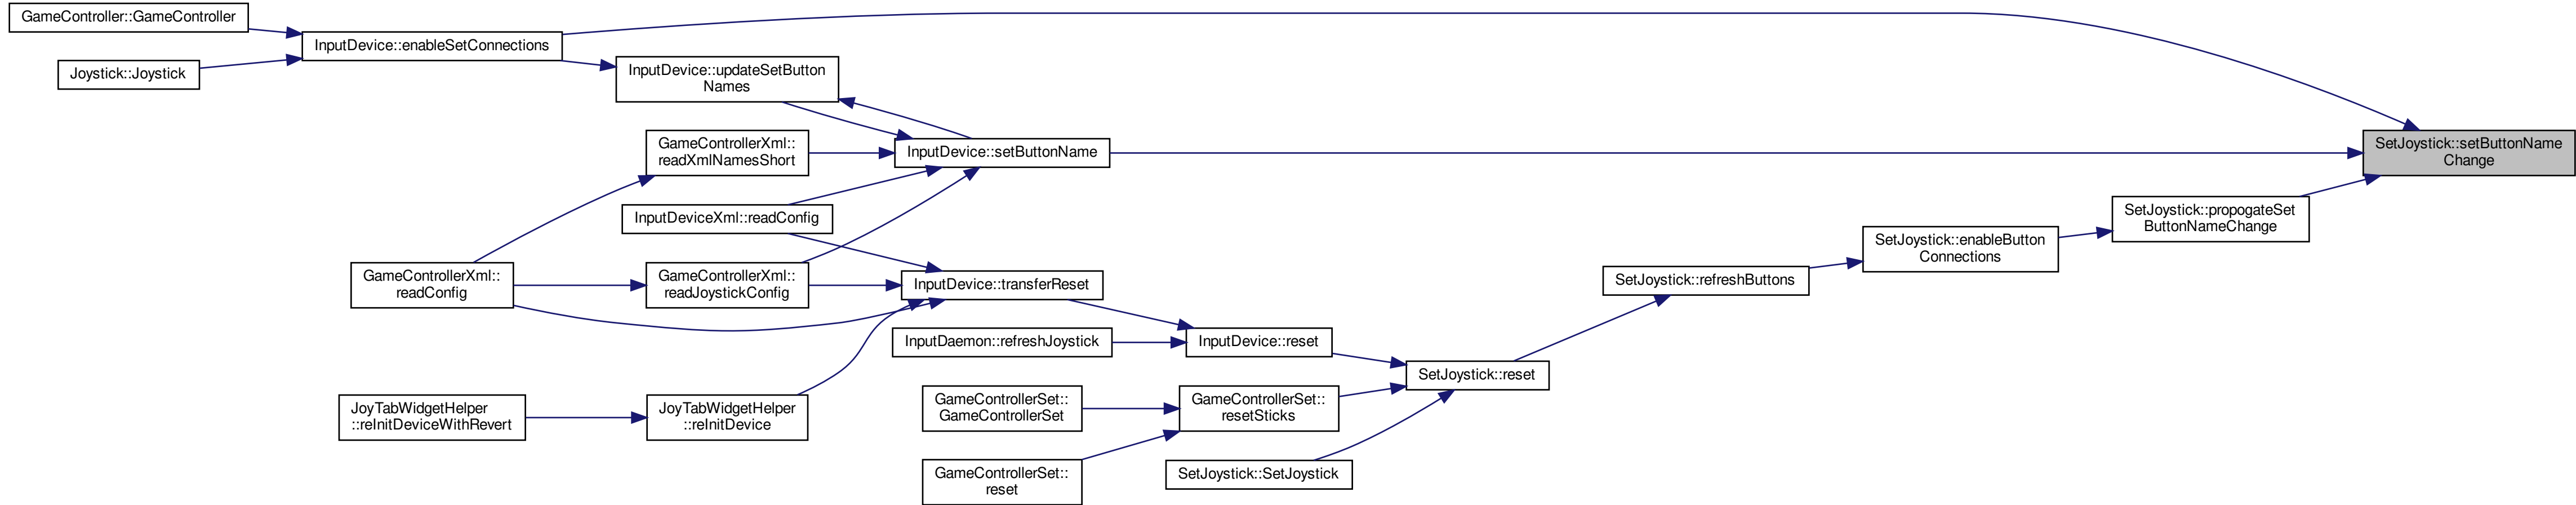 GameController::GameController
InputDevice::enableSetConnections
Joystick::Joystick
InputDevice::updateSetButton
Names
GameControllerXml::
readXmlNamesShort
InputDevice::setButtonName
SetJoystick::setButtonName
Change
InputDeviceXml::readConfig
SetJoystick::propogateSet
ButtonNameChange
SetJoystick::enableButton
Connections
GameControllerXml::
readConfig
GameControllerXml::
readJoystickConfig
InputDevice::transferReset
SetJoystick::refreshButtons
InputDaemon::refreshJoystick
InputDevice::reset
SetJoystick::reset
JoyTabWidgetHelper
::reInitDeviceWithRevert
JoyTabWidgetHelper
::reInitDevice
GameControllerSet::
GameControllerSet
GameControllerSet::
resetSticks
GameControllerSet::
reset
SetJoystick::SetJoystick